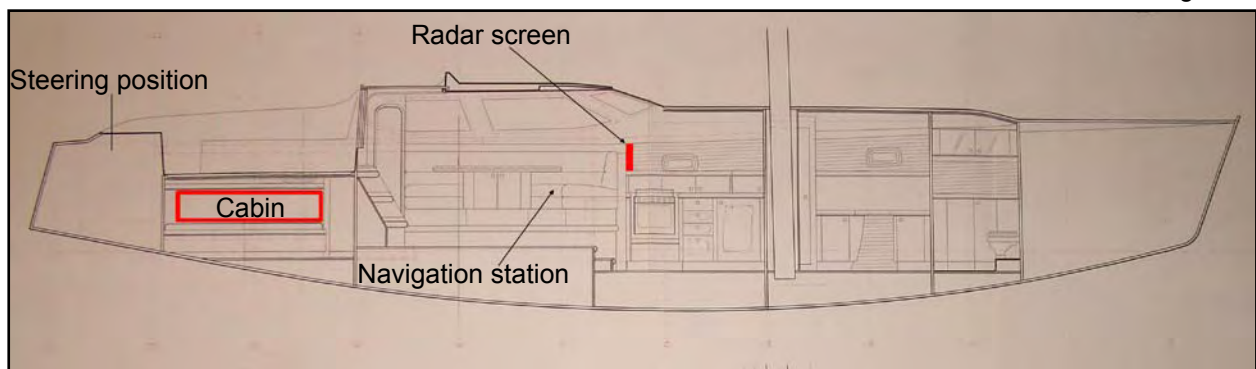 Radar screen
Steering position
Cabin
Navigation station